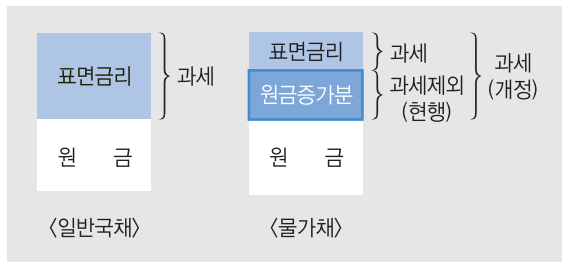 표면금리
과세
원 금
〈일반국채〉
표면금리
과세
원금증가분
과세제외
(현행)
과세
(개정)
원 금
〈물가채〉